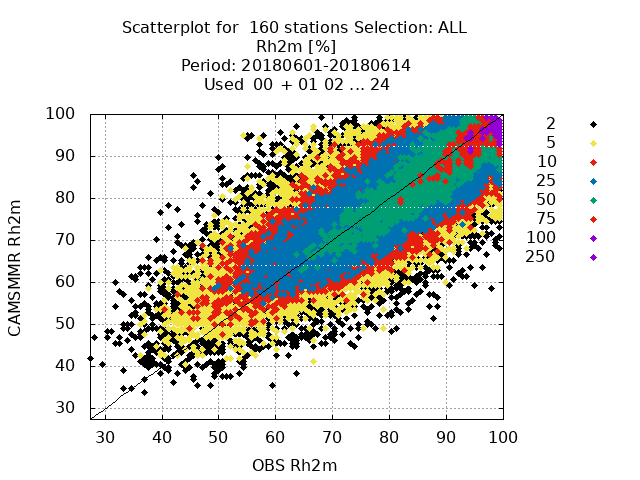 Scatterplot for  160 stations Selection: ALL
Rh2m [%]
Period: 20180601-20180614
Used  00 + 01 02 ... 24
100
90
80
70
60
50
40
30
CAMSMMR Rh2m
30 40 50 60 70 80 90 100
OBS Rh2m
2
5
10
25
50
75
100
250